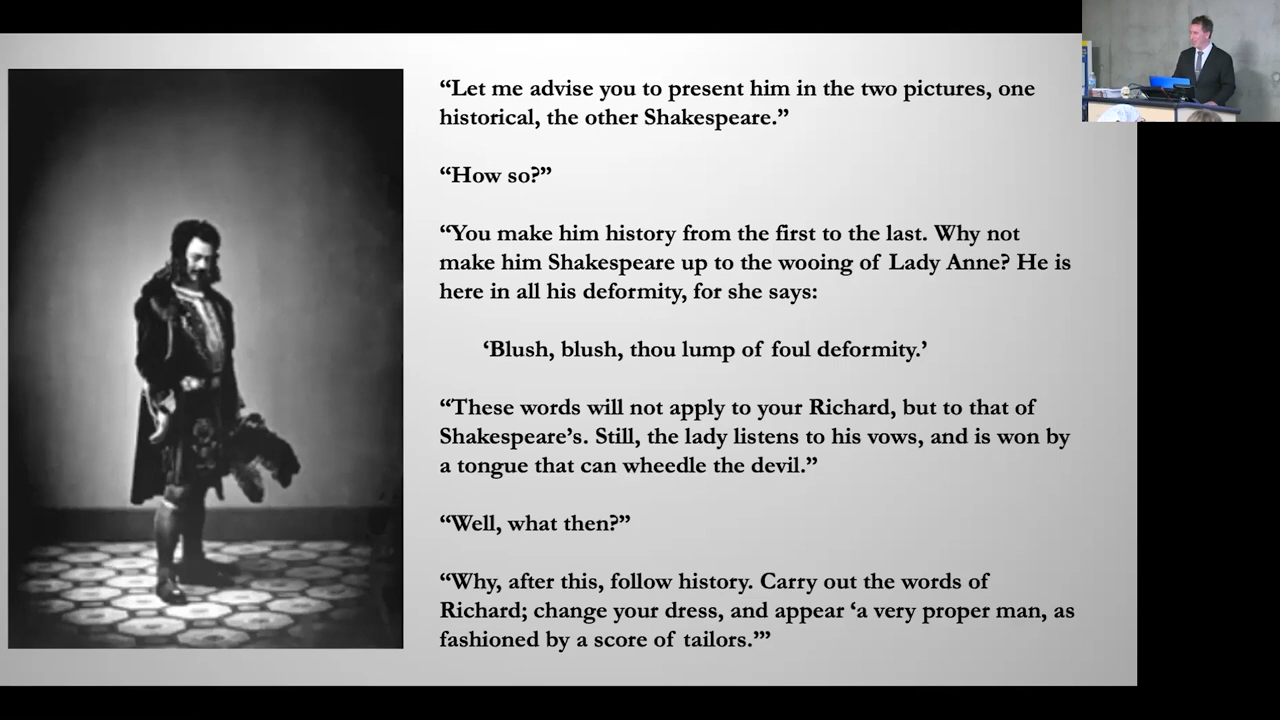 “Let me advise you to present him in the two pictures, one
historical, the other Shakespeare.”
“How so?”
“You make him history from the first to the last. Why not
make him Shakespeare up to the wooing of Lady Anne? He is
here in all his deformity, for she says:
‘Blush, blush, thou lump of foul deformity.’
“These words will not apply to your Richard, but to that of
Shakespeare’s. Still, the lady listens to his vows, and is won by
a tongue that can wheedle the devil.”
“Well, what then?”
“Why, after this, follow history. Carry out the words of
Richard; change your dress, and appear ‘a very proper man, as
fashioned by a score of tailors.’”